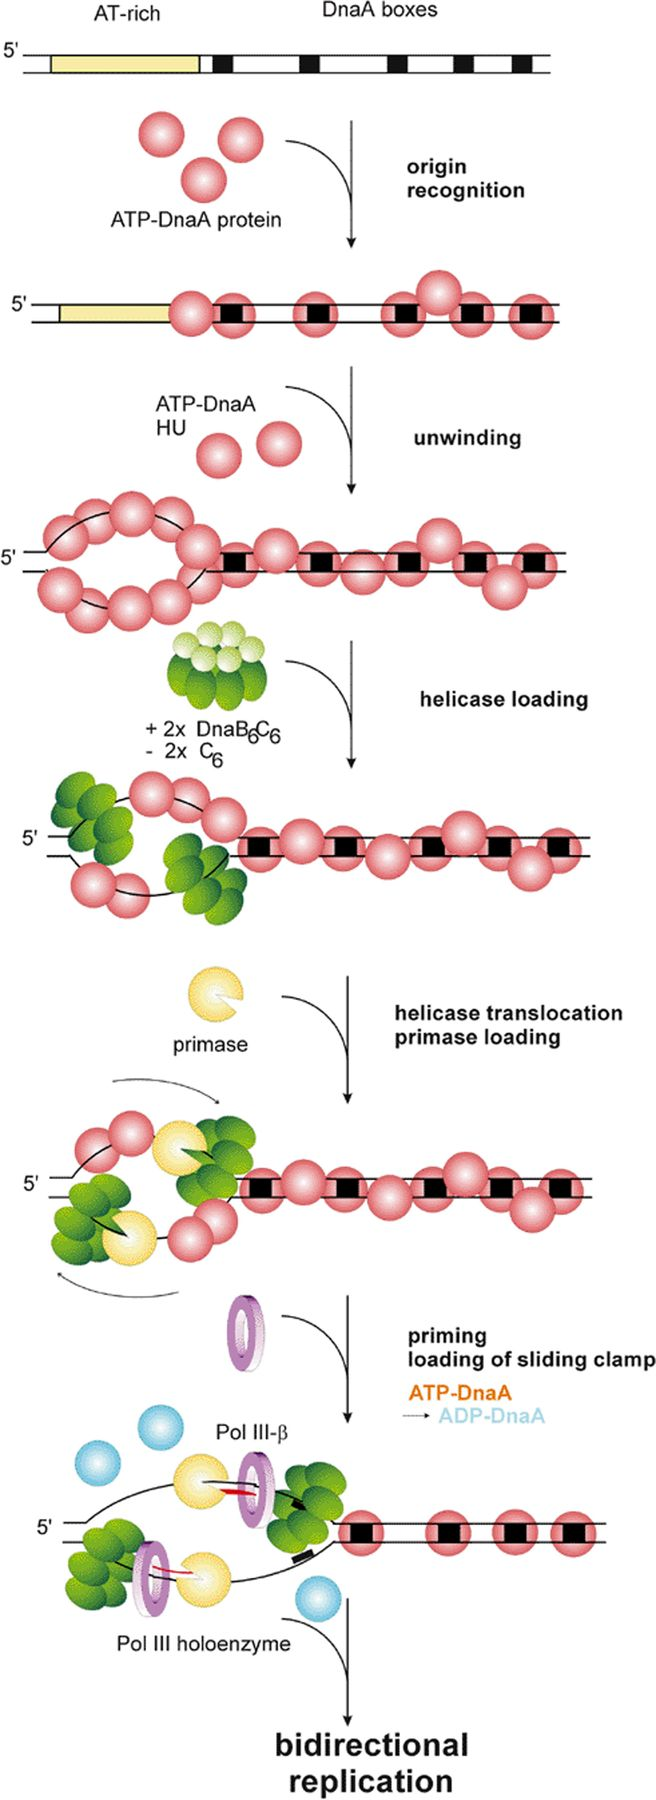 AT-rich
DnaA boxes
5'
origin
recognition
ATP-DnaA protein
5'
ATP-DnaA
HU
unwinding
5'
helicase loading
+ 2x DnaB6C6
- 2x C6
5'
helicase translocation
primase loading
primase
5'
priming
loading of sliding clamp
ATP-DnaA
ADP-DnaA
Pol III-β
5'
Pol III holoenzyme
bidirectional
replication